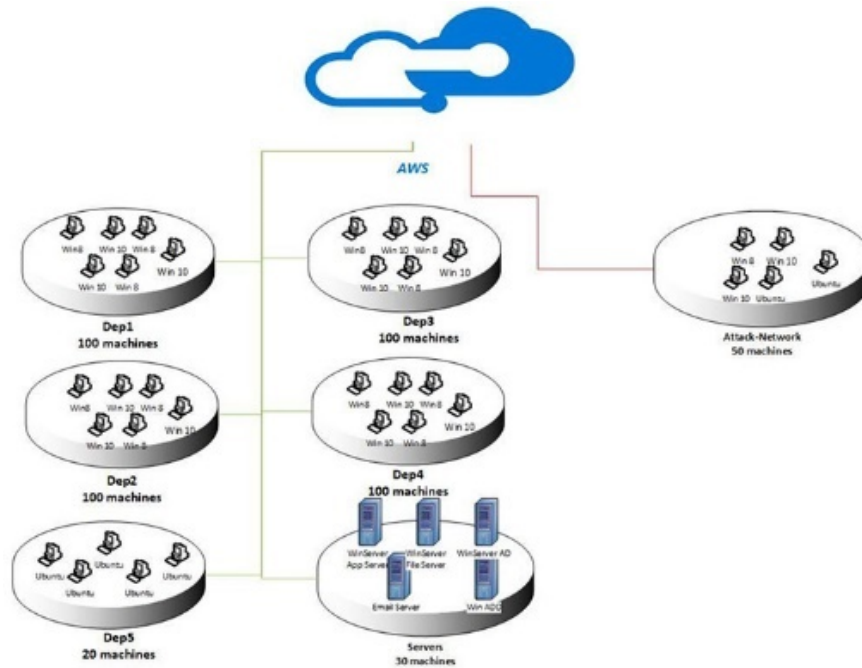 AWS
Win8
Win 10
Win 8
Win 10
Win 10
Win 8
Dep1
100 machines
Win8
Win 10
Win 8
Win 10
Win 10
Win 8
Dep3
100 machines
Win 8
Win 10
Ubuntu
Win 10
Ubuntu
Attack-Network
50 machines
Win8
Win 10
Win 8
Win 10
Win 10
Win 8
Dep2
100 machines
Win8
Win 10
Win 8
Win 10
Win 10
Win 8
Dep4
100 machines
Ubuntu
Ubuntu
Ubuntu
Ubuntu
Ubuntu
Dep5
20 machines
WinServer
App Server
WinServer
File Server
WinServer AD
Email Server
Servers
30 machines